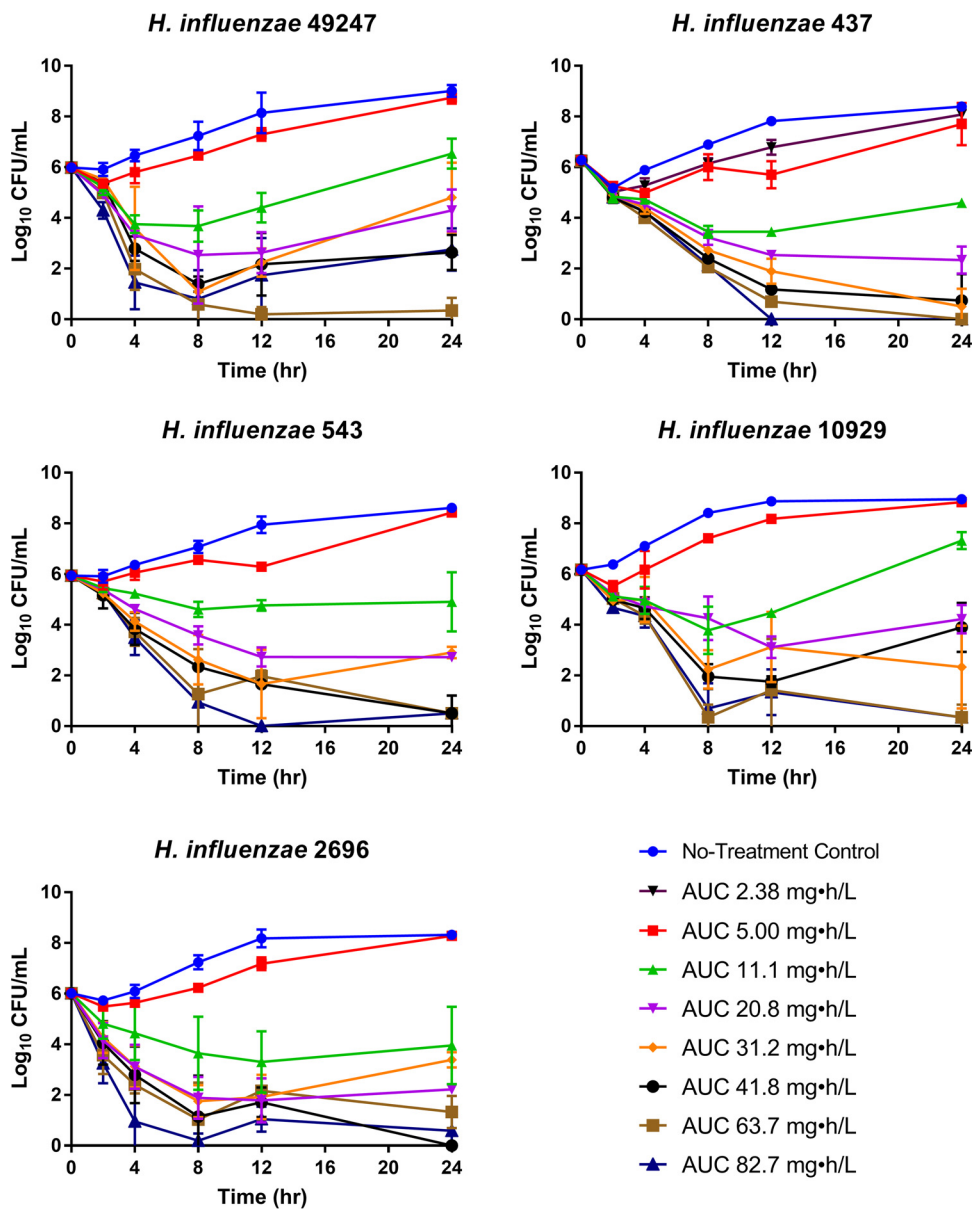 H. influenzae 49247
10
8
6
4
2
0
Log10 CFU/mL
0 4 8 12 16 20 24
Time (hr)
H. influenzae 437
10
8
6
4
2
0
Log10 CFU/mL
0 4 8 12 16 20 24
Time (hr)
H. influenzae 543
10
8
6
4
2
0
Log10 CFU/mL
0 4 8 12 16 20 24
Time (hr)
H. influenzae 10929
10
8
6
4
2
0
Log10 CFU/mL
0 4 8 12 16 20 24
Time (hr)
H. influenzae 2696
10
8
6
4
2
0
Log10 CFU/mL
0 4 8 12 16 20 24
Time (hr)
No-Treatment Control
AUC 2.38 mg•h/L
AUC 5.00 mg•h/L
AUC 11.1 mg•h/L
AUC 20.8 mg•h/L
AUC 31.2 mg•h/L
AUC 41.8 mg•h/L
AUC 63.7 mg•h/L
AUC 82.7 mg•h/L